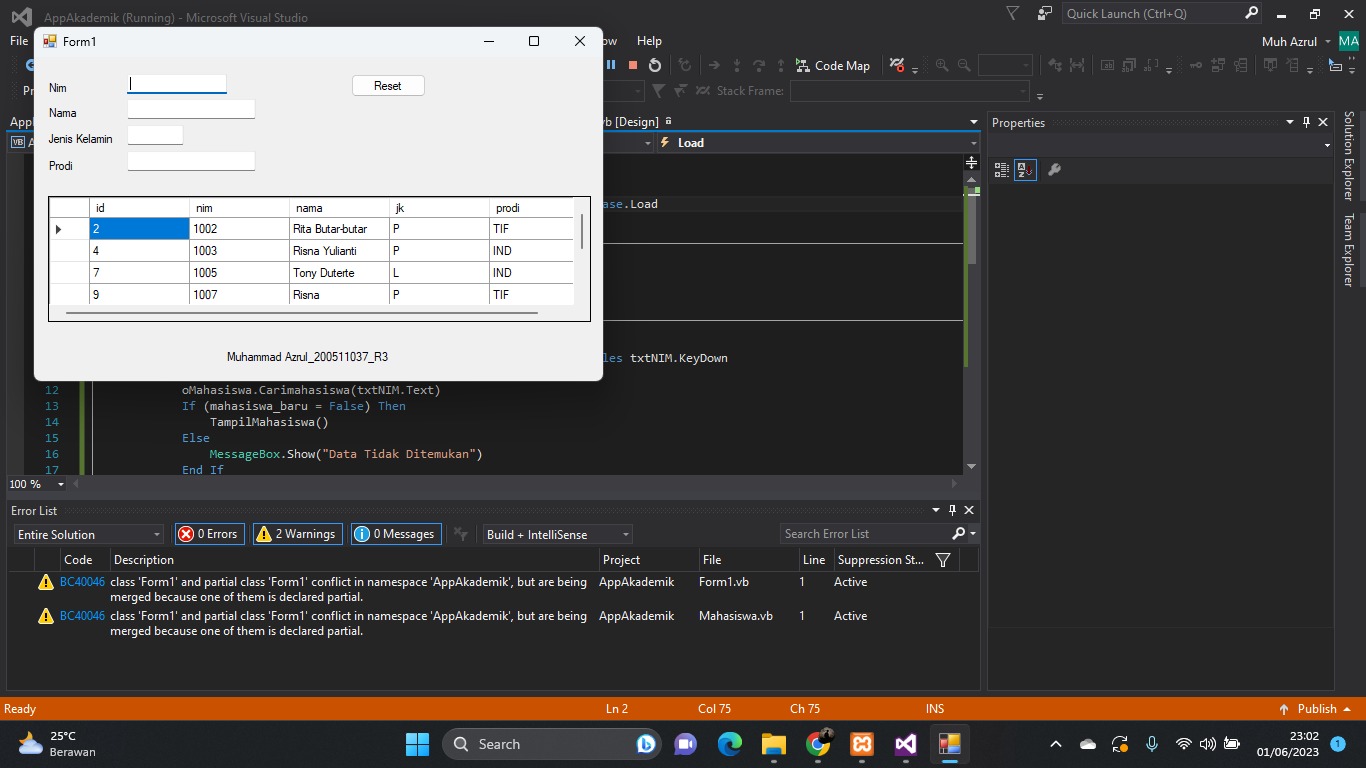 AppAkademik (Running) - Microsoft Visual Studio
Quick Launch (Ctrl+Q)
File
Help
Muh Azrul
MA
Form1
Code Map
Stack Frame:
Nim
Reset
Nama
Jenis Kelamin
Prodi
vb [Design]
Load
ase.Load
id nim nama jk prodi
2 1002 Rita Butar-butar P TIF
4 1003 Risna Yulianti P IND
7 1005 Tony Duterte L IND
9 1007 Risna P TIF
Muhammad Azrul_200511037_R3
les txtNIM.KeyDown
12 oMahasiswa.Carimahasiswa(txtNIM.Text)
13 If (mahasiswa_baru = False) Then
14 TampilMahasiswa()
15 Else
16 MessageBox.Show("Data Tidak Ditemukan")
17 End If
100 %
Properties
Solution Explorer
Team Explorer
Error List
Entire Solution
0 Errors
2 Warnings
0 Messages
Build + IntelliSense
Search Error List
Code Description Project File Line Suppression St...
BC40046 class 'Form1' and partial class 'Form1' conflict in namespace 'AppAkademik', but are being AppAkademik Form1.vb 1 Active
merged because one of them is declared partial.
BC40046 class 'Form1' and partial class 'Form1' conflict in namespace 'AppAkademik', but are being AppAkademik Mahasiswa.vb 1 Active
merged because one of them is declared partial.
Ready
Ln 2
Col 75
Ch 75
INS
Publish
25°C
Berawan
Search
23:02
01/06/2023
1